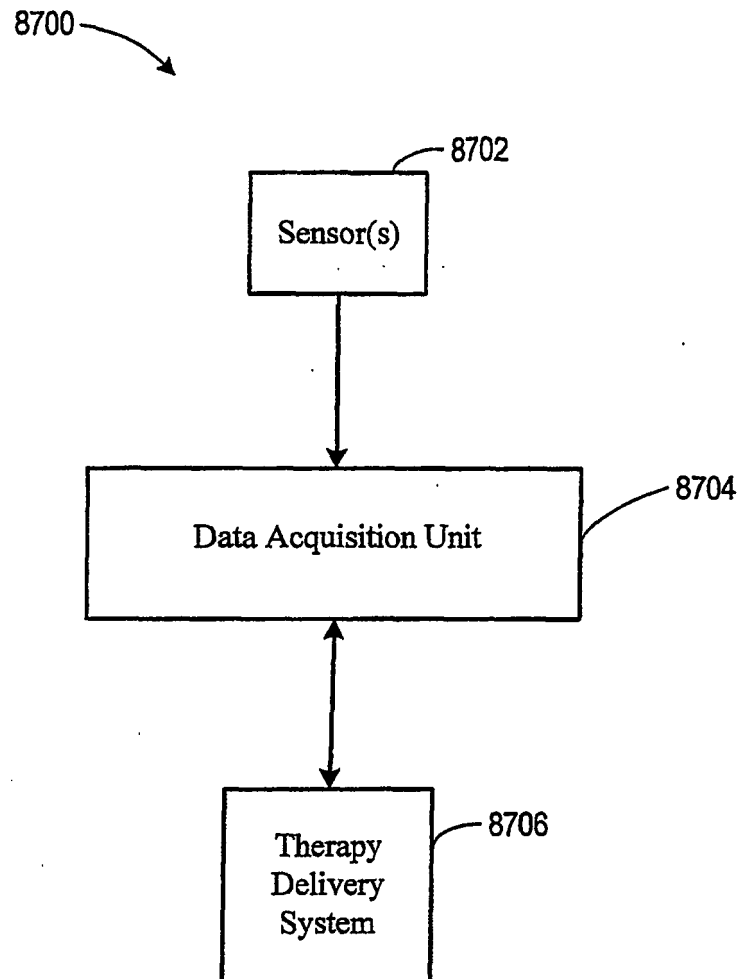 8700
8702
Sensor(s)
8704
Data Acquisition Unit
8706
Therapy
Delivery
System